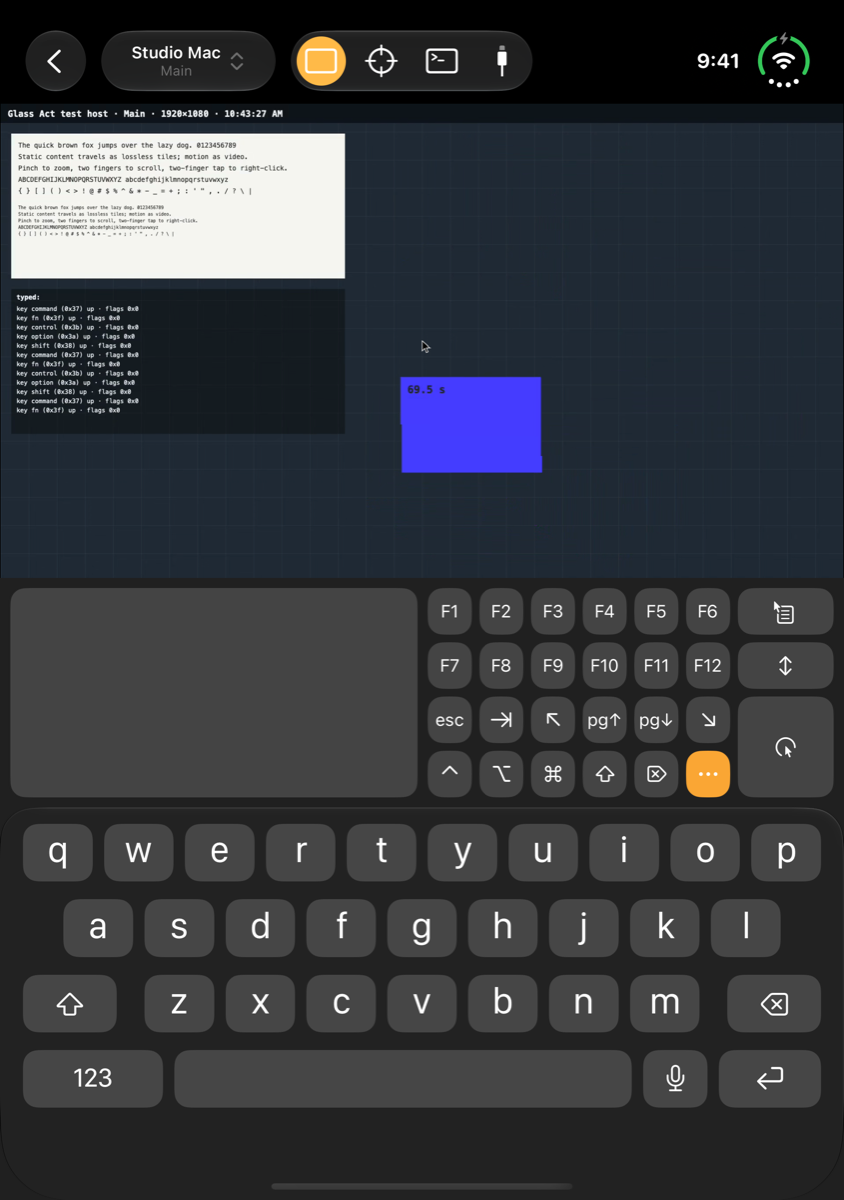 Studio Mac
Main
9:41
Glass Act test host · Main · 1920×1080 · 10:43:27 AM
The quick brown fox jumps over the lazy dog. 0123456789
Static content travels as lossless tiles; motion as video.
Pinch to zoom, two fingers to scroll, two-finger tap to right-click.
ABCDEFGHIJKLMNOPQRSTUVWXYZ abcdefghijklmnopqrstuvwxyz
{ } [ ] ( ) < > ! @ # $ % ^ & * - _ = + ; : ' " , . / ? \ |
The quick brown fox jumps over the lazy dog. 0123456789
Static content travels as lossless tiles; motion as video.
Pinch to zoom, two fingers to scroll, two-finger tap to right-click.
ABCDEFGHIJKLMNOPQRSTUVWXYZ abcdefghijklmnopqrstuvwxyz
{ } [ ] ( ) < > ! @ # $ % ^ & * - _ = + ; : ' " , . / ? \ |
typed:
key command (0x37) up · flags 0x0
key fn (0x3f) up · flags 0x0
key control (0x3b) up · flags 0x0
key option (0x3a) up · flags 0x0
key shift (0x38) up · flags 0x0
key command (0x37) up · flags 0x0
key fn (0x3f) up · flags 0x0
key control (0x3b) up · flags 0x0
key option (0x3a) up · flags 0x0
key shift (0x38) up · flags 0x0
key command (0x37) up · flags 0x0
key fn (0x3f) up · flags 0x0
69.5 s
F1 F2 F3 F4 F5 F6
F7 F8 F9 F10 F11 F12
esc pg↑ pg↓
q w e r t y u i o p
a s d f g h j k l
z x c v b n m
123